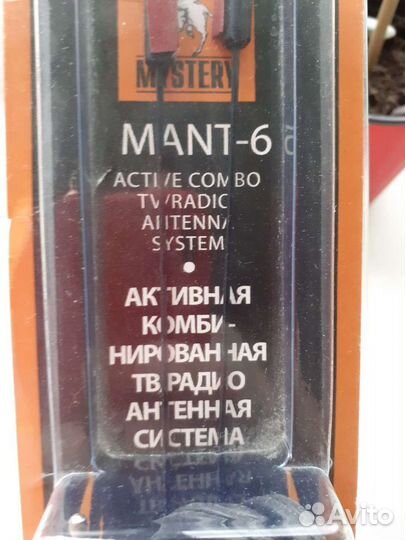 MYSTERY
MANT-6
ACTIVE COMBO
TV/RADIO
ANTENNA
SYSTEM
•
АКТИВНАЯ
КОМБИ-
НИРОВАННАЯ
ТВ/РАДИО
АНТЕННАЯ
СИСТЕМА
Avito